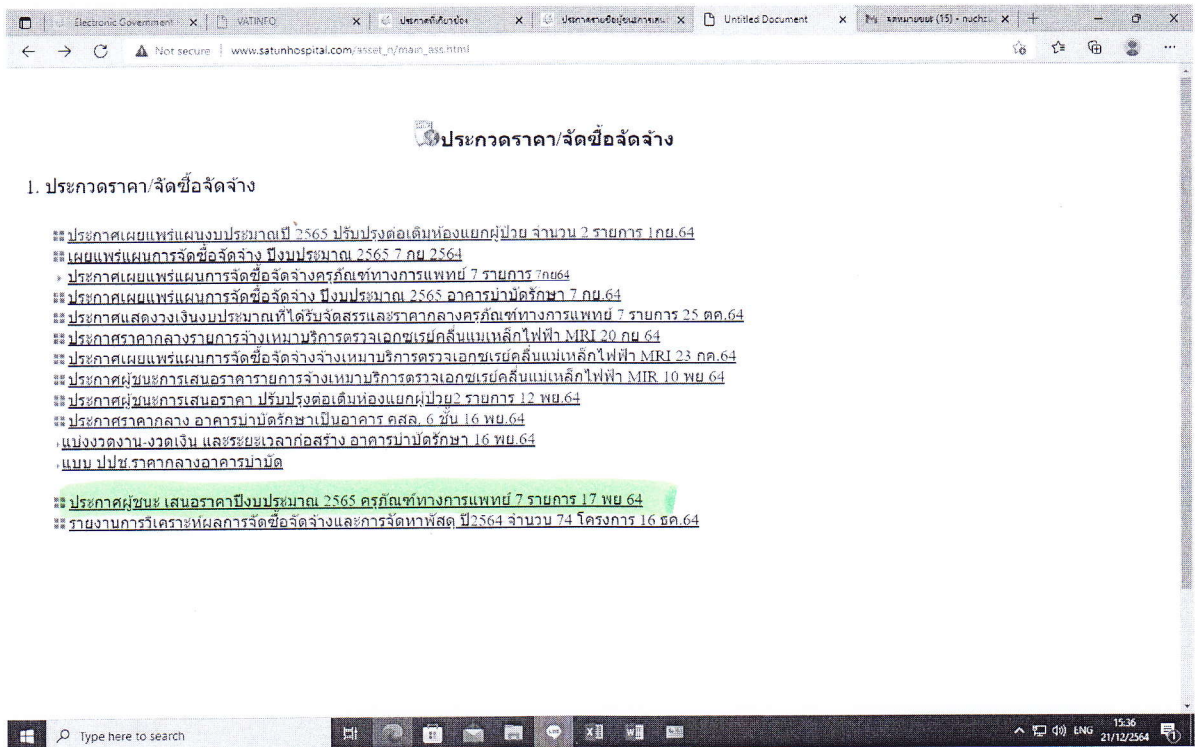 Electronic Government
VATINFO
Untitled Document
Not secure www.satunhospital.com/asset_n/main_ass.html
ประกวดราคา/จัดซื้อจัดจ้าง
1. ประกวดราคา/จัดซื้อจัดจ้าง
ประกาศเผยแพร่แผนงบประมาณปี 2565 ปรับปรุงต่อเติมห้องแยกผู้ป่วย จำนวน 2 รายการ 1กย.64
เผยแพร่แผนการจัดซื้อจัดจ้าง ปีงบประมาณ 2565 7 กย 2564
ประกาศเผยแพร่แผนการจัดซื้อจัดจ้างครุภัณฑ์ทางการแพทย์ 7 รายการ 7กย64
ประกาศเผยแพร่แผนการจัดซื้อจัดจ้าง ปีงบประมาณ 2565 อาคารบำบัดรักษา 7 กย.64
ประกาศแสดงวงเงินงบประมาณที่ได้รับจัดสรรและราคากลางครุภัณฑ์ทางการแพทย์ 7 รายการ 25 ตค.64
ประกาศราคากลางรายการจ้างเหมาบริการตรวจเอกซเรย์คลื่นแม่เหล็กไฟฟ้า MRI 20 กย 64
ประกาศเผยแพร่แผนการจัดซื้อจัดจ้างจ้างเหมาบริการตรวจเอกซเรย์คลื่นแม่เหล็กไฟฟ้า MRI 23 กค.64
ประกาศผู้ชนะการเสนอราคารายการจ้างเหมาบริการตรวจเอกซเรย์คลื่นแม่เหล็กไฟฟ้า MIR 10 พย 64
ประกาศผู้ชนะการเสนอราคา ปรับปรุงต่อเติมห้องแยกผู้ป่วย2 รายการ 12 พย.64
ประกาศราคากลาง อาคารบำบัดรักษาเป็นอาคาร คสล. 6 ชั้น 16 พย.64
แบ่งงวดงาน-งวดเงิน และระยะเวลาก่อสร้าง อาคารบำบัดรักษา 16 พย.64
แบบ ปปช.ราคากลางอาคารบำบัด
ประกาศผู้ชนะ เสนอราคาปีงบประมาณ 2565 ครุภัณฑ์ทางการแพทย์ 7 รายการ 17 พย 64
รายงานการวิเคราะห์ผลการจัดซื้อจัดจ้างและการจัดหาพัสดุ ปี2564 จำนวน 74 โครงการ 16 ธค.64
Type here to search
ENG
15:36
21/12/2564